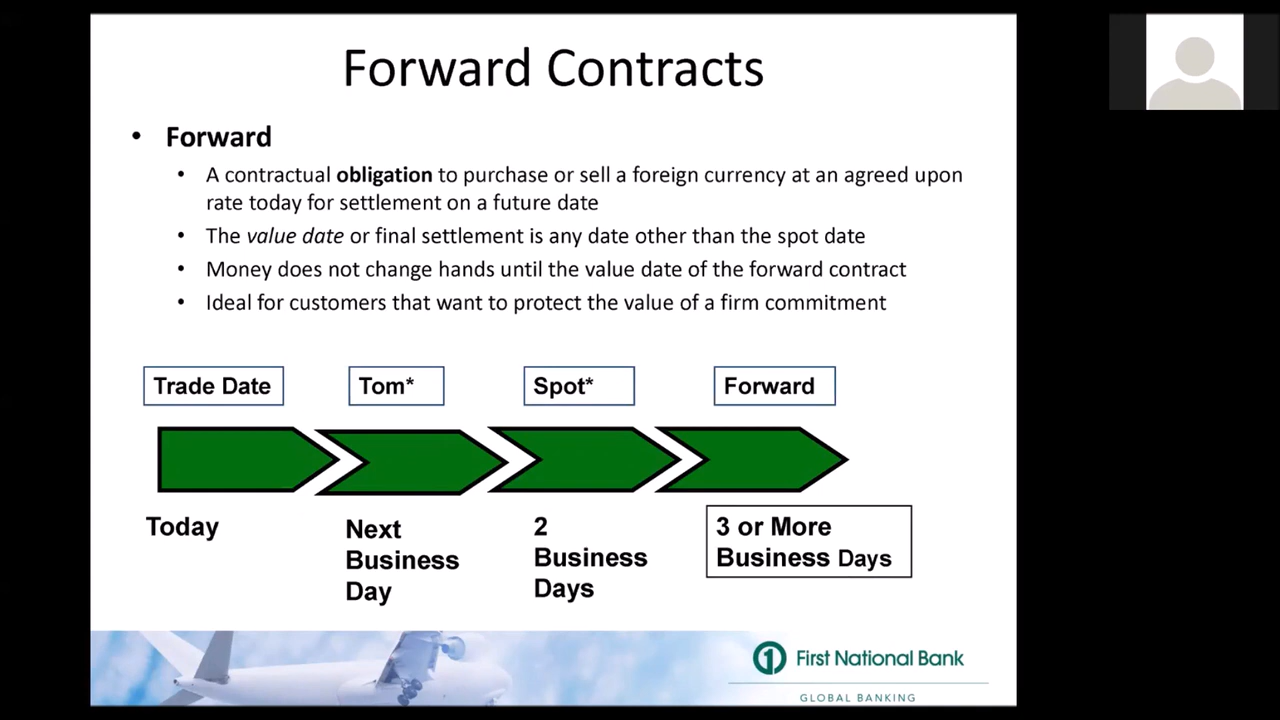 Forward Contracts
• Forward
• A contractual obligation to purchase or sell a foreign currency at an agreed upon
rate today for settlement on a future date
• The value date or final settlement is any date other than the spot date
• Money does not change hands until the value date of the forward contract
• Ideal for customers that want to protect the value of a firm commitment
Trade Date
Tom*
Spot*
Forward
Today
Next
Business
Day
2
Business
Days
3 or More
Business Days
1 First National Bank
GLOBAL BANKING